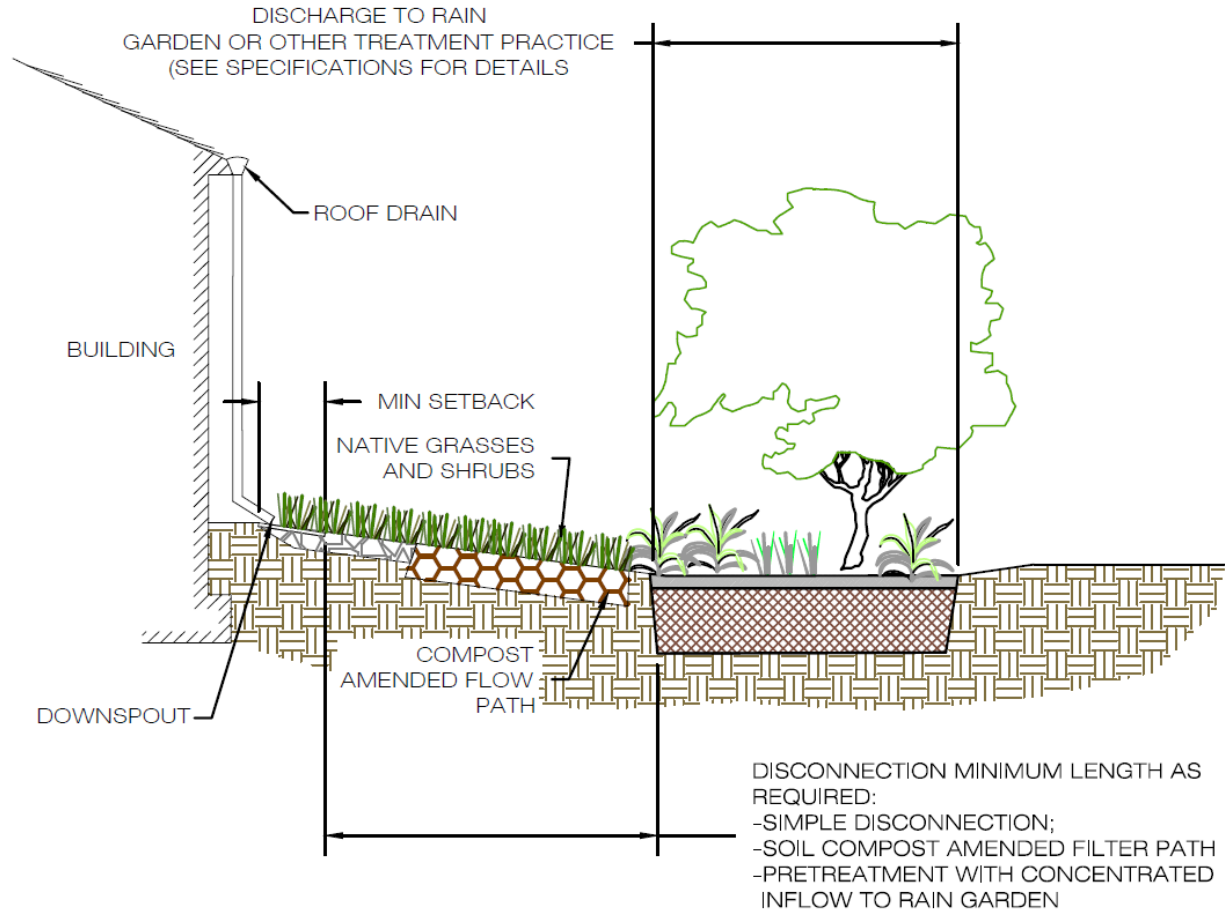 DISCHARGE TO RAIN
GARDEN OR OTHER TREATMENT PRACTICE
(SEE SPECIFICATIONS FOR DETAILS
ROOF DRAIN
BUILDING
MIN SETBACK
NATIVE GRASSES
AND SHRUBS
COMPOST
AMENDED FLOW
PATH
DOWNSPOUT
DISCONNECTION MINIMUM LENGTH AS
REQUIRED:
-SIMPLE DISCONNECTION;
-SOIL COMPOST AMENDED FILTER PATH
-PRETREATMENT WITH CONCENTRATED
INFLOW TO RAIN GARDEN